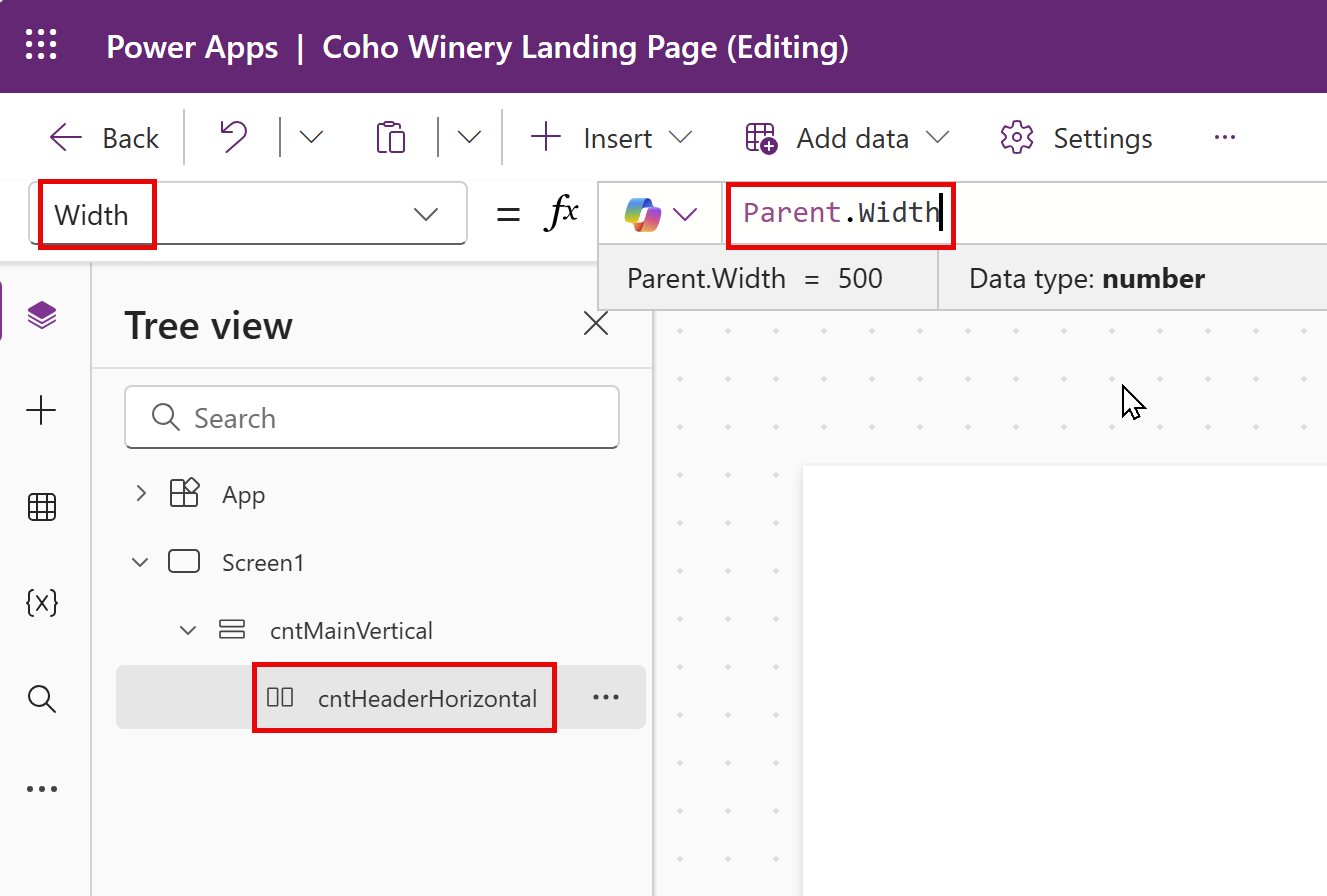 Power Apps | Coho Winery Landing Page (Editing)
Back Insert Add data Settings ...
Width = fx Parent.Width
Parent.Width = 500 Data type: number
Tree view
Search
App
Screen1
{x}
cntMainVertical
cntHeaderHorizontal ...